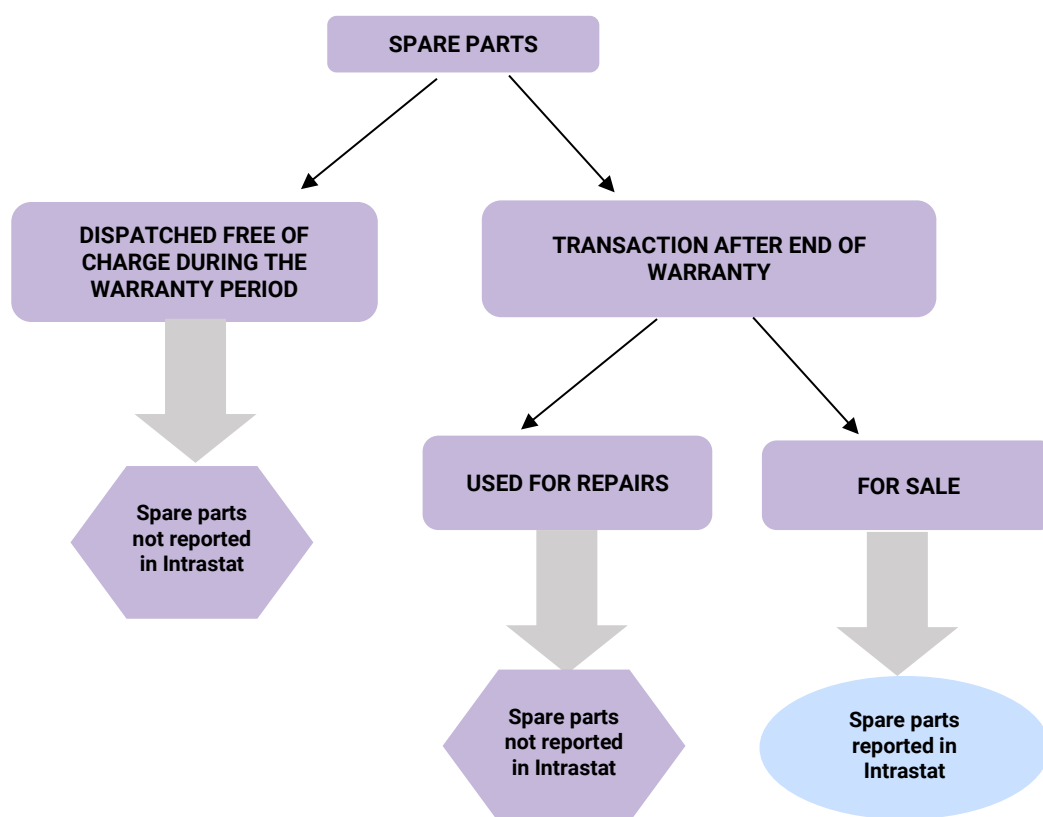 SPARE PARTS
DISPATCHED FREE OF
CHARGE DURING THE
WARRANTY PERIOD
TRANSACTION AFTER END OF
WARRANTY
Spare parts
not reported
in Intrastat
USED FOR REPAIRS
FOR SALE
Spare parts
not reported
in Intrastat
Spare parts
reported in
Intrastat